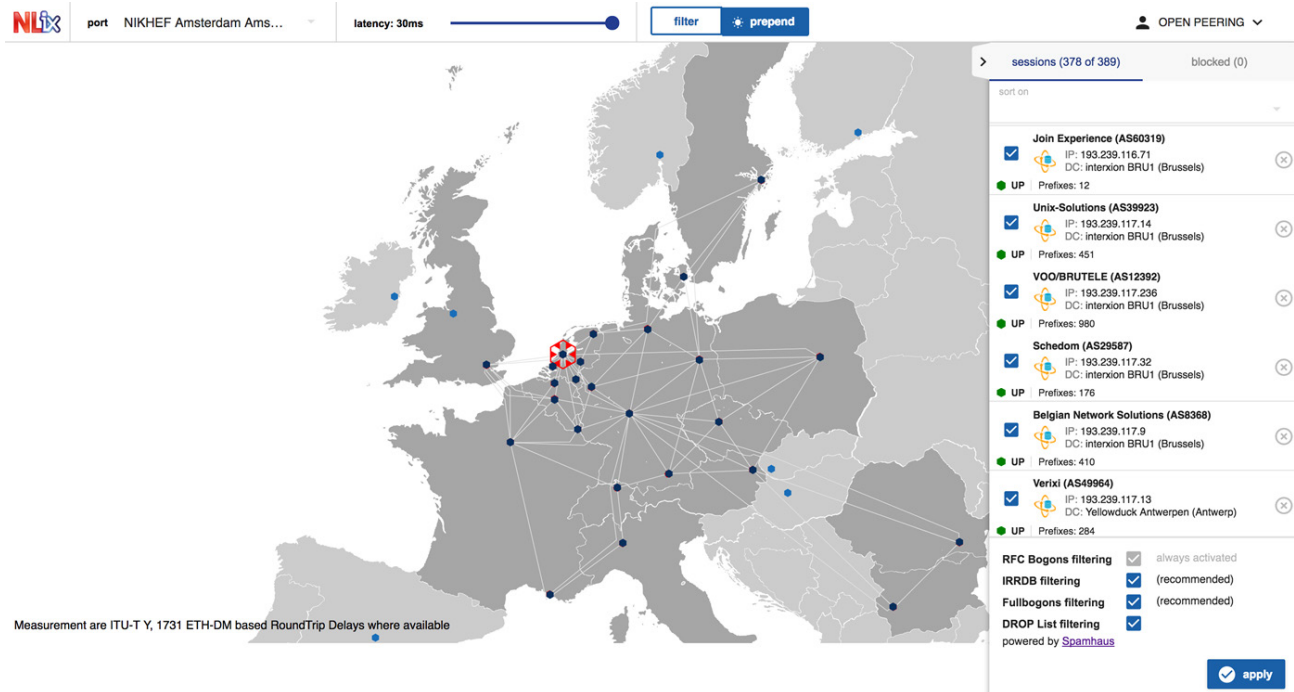 NLix
port NIKHEF Amsterdam Ams...
latency: 30ms
filter
prepend
OPEN PEERING
sessions (378 of 389)
blocked (0)
sort on
Join Experience (AS60319)
IP: 193.239.116.71
DC: interxion BRU1 (Brussels)
UP Prefixes: 12
Unix-Solutions (AS39923)
IP: 193.239.117.14
DC: interxion BRU1 (Brussels)
UP Prefixes: 451
VOO/BRUTELE (AS12392)
IP: 193.239.117.236
DC: interxion BRU1 (Brussels)
UP Prefixes: 980
Schedom (AS29587)
IP: 193.239.117.32
DC: interxion BRU1 (Brussels)
UP Prefixes: 176
Belgian Network Solutions (AS8368)
IP: 193.239.117.9
DC: interxion BRU1 (Brussels)
UP Prefixes: 410
Verixi (AS49964)
IP: 193.239.117.13
DC: Yellowduck Antwerpen (Antwerp)
UP Prefixes: 284
RFC Bogons filtering always activated
IRRDB filtering (recommended)
Fullbogons filtering (recommended)
DROP List filtering
powered by Spamhaus
apply
Measurement are ITU-T Y, 1731 ETH-DM based RoundTrip Delays where available